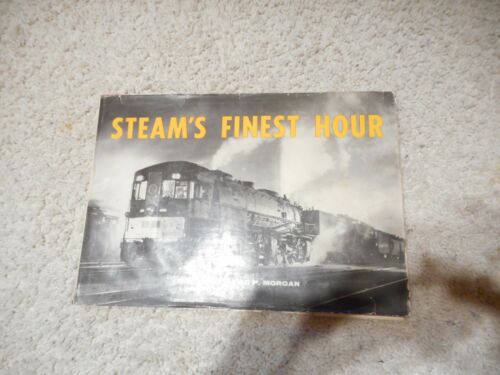 STEAM'S FINEST HOUR
P. MORGAN